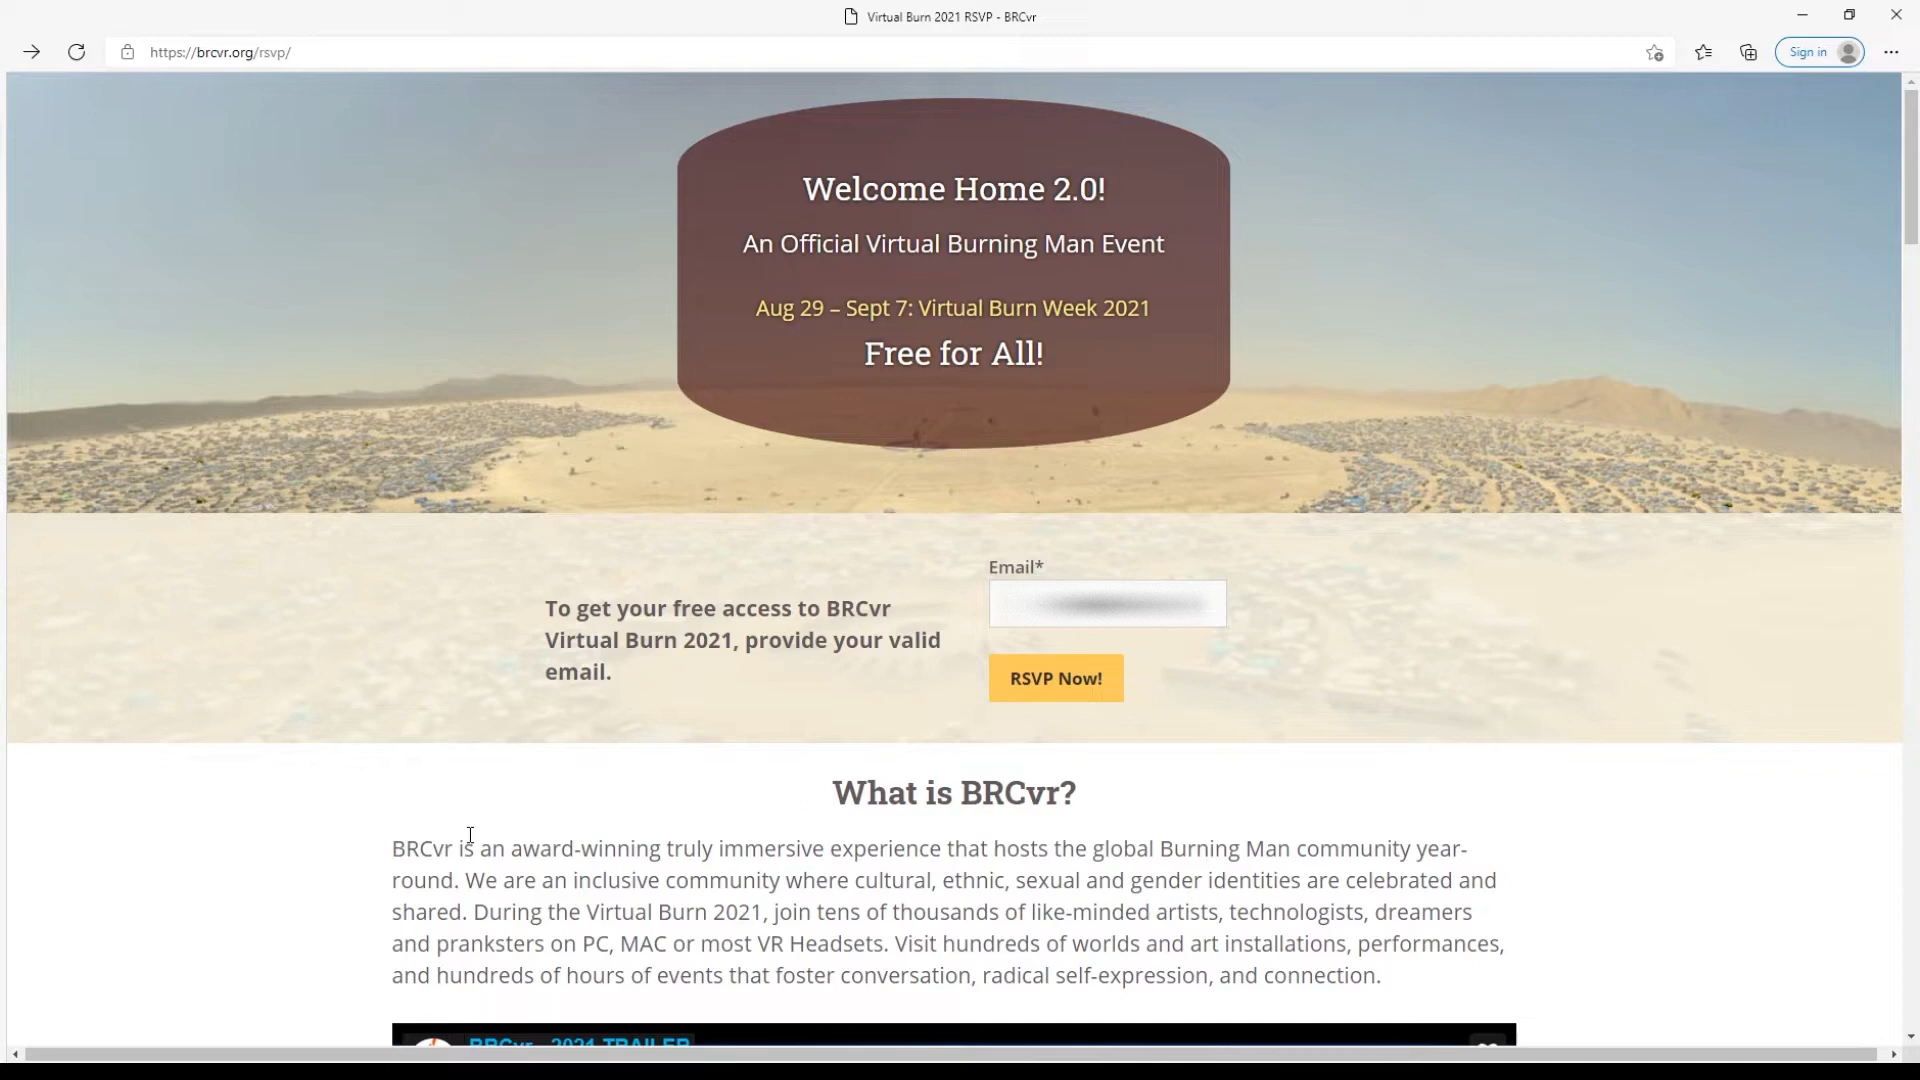 Virtual Burn 2021 RSVP - BRCvr
https://brcvr.org/rsvp/
Sign in
Welcome Home 2.0!
An Official Virtual Burning Man Event
Aug 29 – Sept 7: Virtual Burn Week 2021
Free for All!
To get your free access to BRCvr
Virtual Burn 2021, provide your valid
email.
Email*
RSVP Now!
What is BRCvr?
BRCvr is an award-winning truly immersive experience that hosts the global Burning Man community year-
round. We are an inclusive community where cultural, ethnic, sexual and gender identities are celebrated and
shared. During the Virtual Burn 2021, join tens of thousands of like-minded artists, technologists, dreamers
and pranksters on PC, MAC or most VR Headsets. Visit hundreds of worlds and art installations, performances,
and hundreds of hours of events that foster conversation, radical self-expression, and connection.
BRCvr - 2021 TRAILER